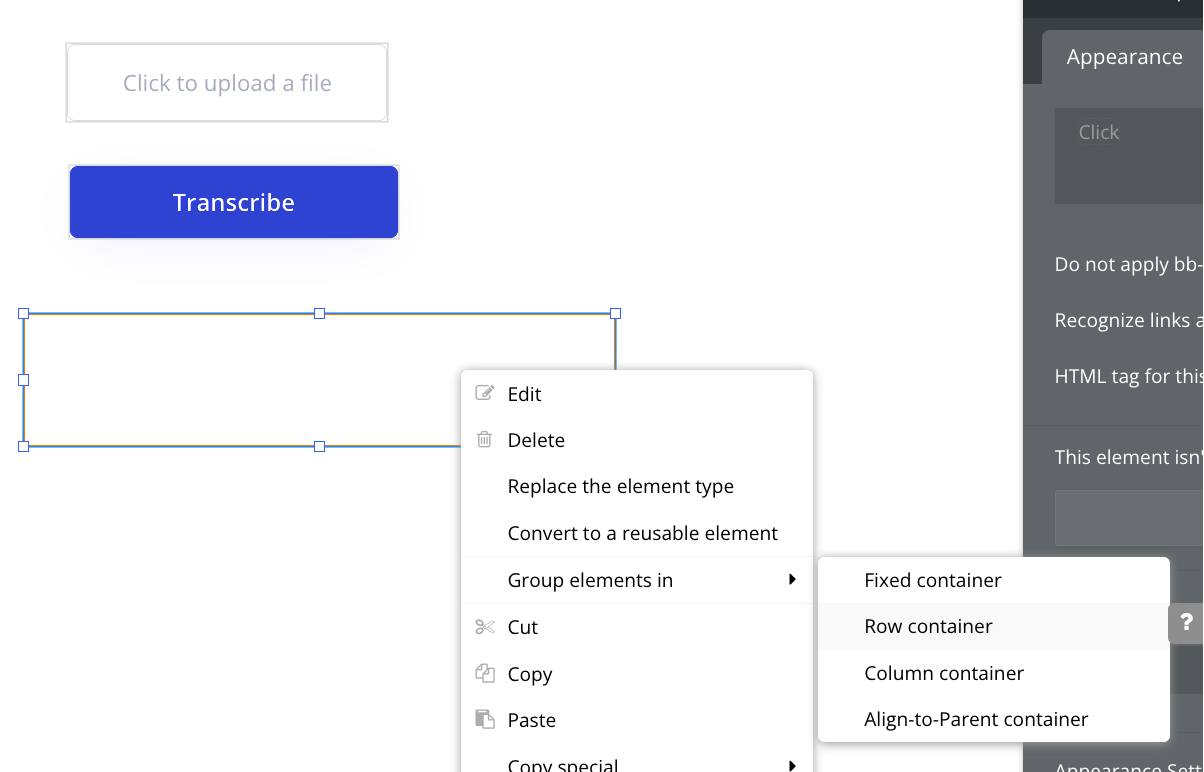 Click to upload a file
Transcribe
Edit
Delete
Replace the element type
Convert to a reusable element
Group elements in
Cut
Copy
Paste
Copy special
Fixed container
Row container
Column container
Align-to-Parent container
Appearance
Click
Do not apply bb-
Recognize links a
HTML tag for this
This element isn'
?
Appearance Sett